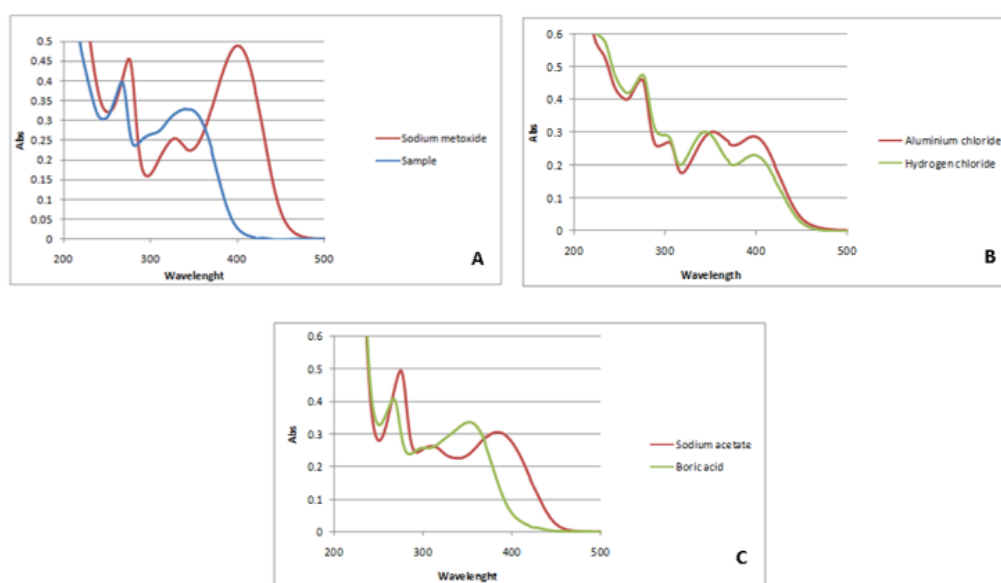 0.5
0.45
0.4
0.35
0.3
0.25
0.2
0.15
0.1
0.05
0
Abs
200
300
400
500
Wavelenght
Sodium metoxide
Sample
A
0.6
0.5
0.4
0.3
0.2
0.1
0
Abs
200
300
400
500
Wavelength
Aluminium chloride
Hydrogen chloride
B
0.6
0.5
0.4
0.3
0.2
0.1
0
Abs
200
300
400
500
Wavelenght
Sodium acetate
Boric acid
C